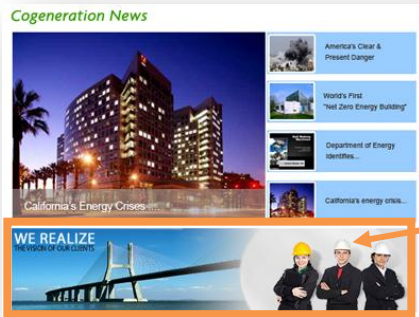 Cogeneration News
America's Clear &
Present Danger
World's First
"Net Zero Energy Building"
Department of Energy
Identifies...
California's energy crisis...
California's Energy Crises ...
WE REALIZE
THE VISION OF OUR CLIENTS